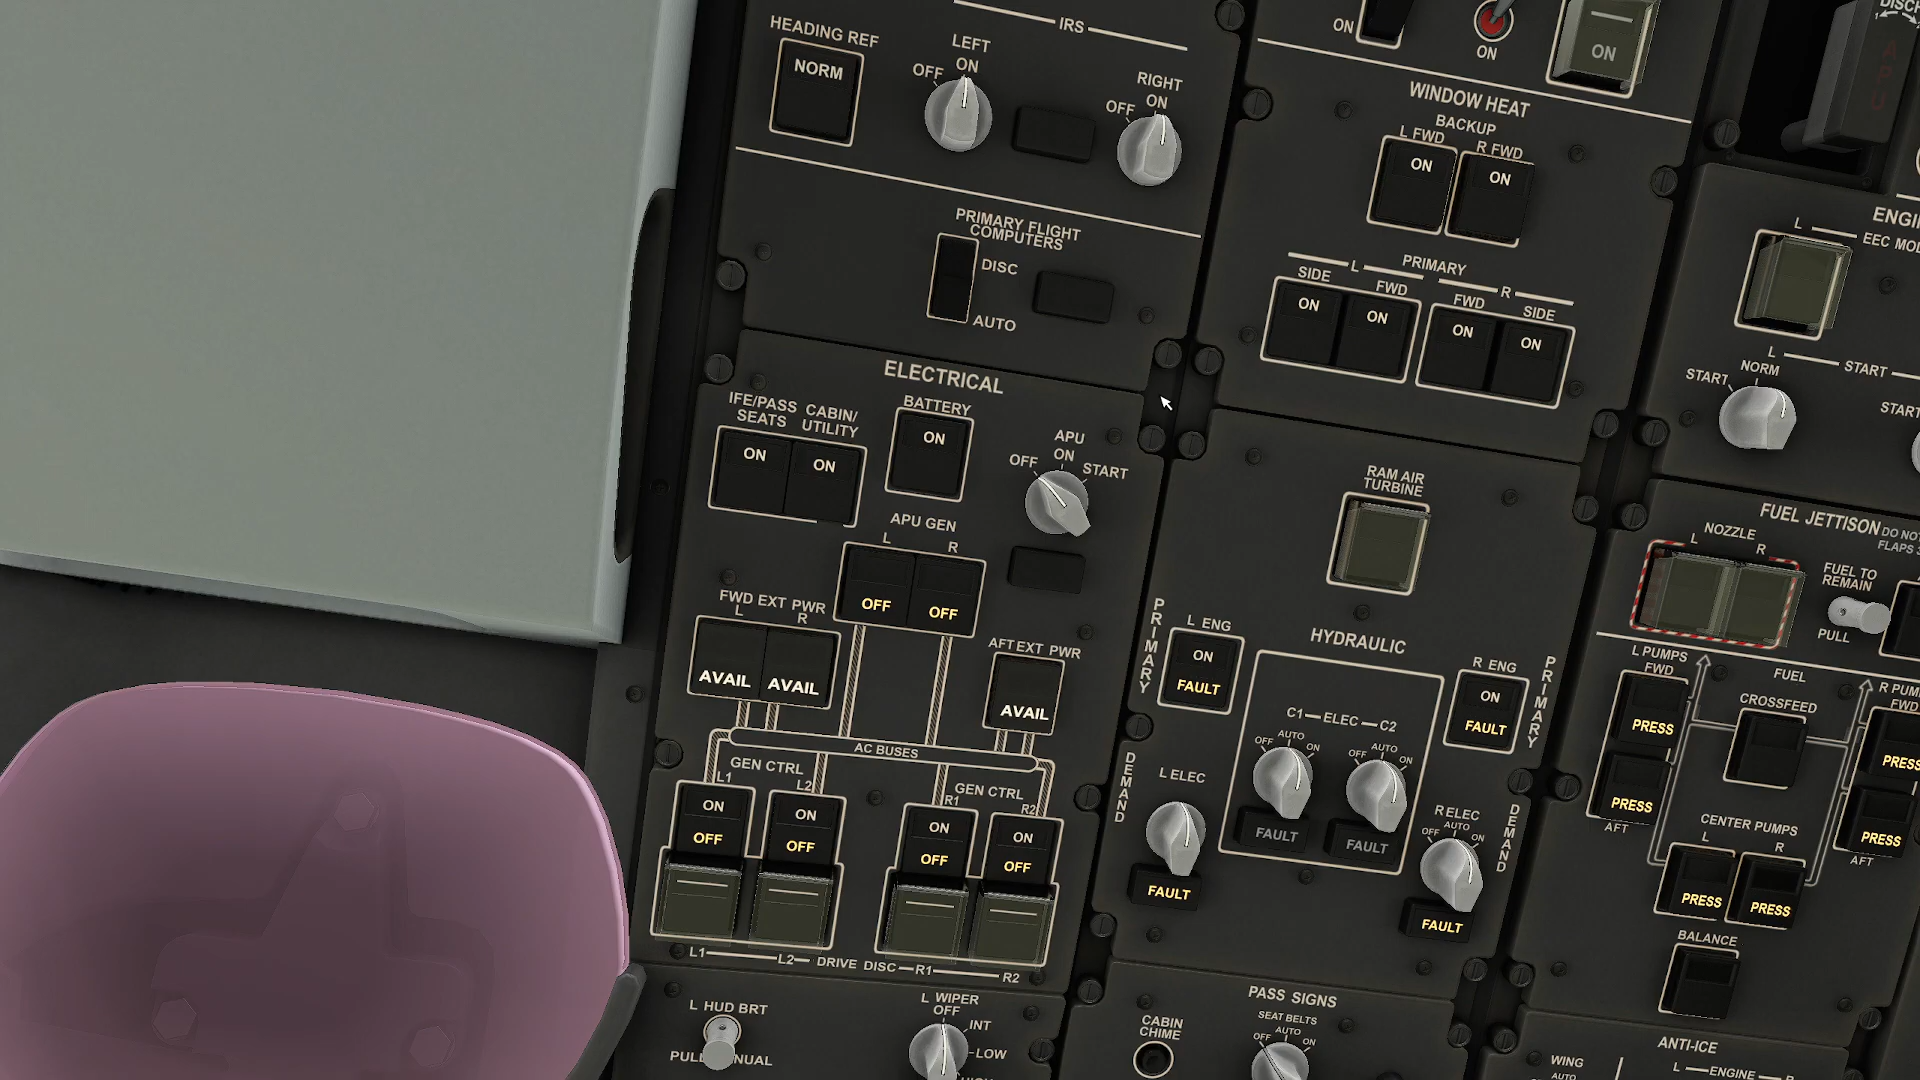 IRS
HEADING REF
NORM
LEFT
OFF ON
RIGHT
OFF ON
PRIMARY FLIGHT
COMPUTERS
DISC
AUTO
ELECTRICAL
IFE/PASS
SEATS
CABIN/
UTILITY
BATTERY
ON
ON
ON
APU
OFF ON START
APU GEN
L R
OFF OFF
FWD EXT PWR
L R
AVAIL AVAIL
AFT EXT PWR
AVAIL
AC BUSES
GEN CTRL
L1 L2
GEN CTRL
R1 R2
ON
OFF
ON
OFF
ON
OFF
ON
OFF
L1 L2 DRIVE DISC R1 R2
L HUD BRT
L WIPER
OFF
INT
LOW
ON
ON
ON
WINDOW HEAT
BACKUP
L FWD R FWD
ON ON
PRIMARY
L R
SIDE FWD FWD SIDE
ON ON ON ON
RAM AIR
TURBINE
HYDRAULIC
PRIMARY
L ENG
ON
FAULT
R ENG
ON
FAULT
PRIMARY
C1 ELEC C2
OFF AUTO ON
OFF AUTO ON
FAULT FAULT
DEMAND
L ELEC
FAULT
R ELEC
OFF AUTO ON
FAULT
DEMAND
PASS SIGNS
CABIN
CHIME
SEAT BELTS
OFF AUTO ON
DISCH
1
APU
L
L START
START NORM
START
FUEL JETTISON
NOZZLE
L R
DO NOT
FUEL TO
REMAIN
PULL
FUEL
L PUMPS
FWD
PRESS
PRESS
AFT
CROSSFEED
FWD
PRESS
PRESS
AFT
CENTER PUMPS
L R
PRESS PRESS
BALANCE
ANTI-ICE
WING
AUTO
L ENGINE